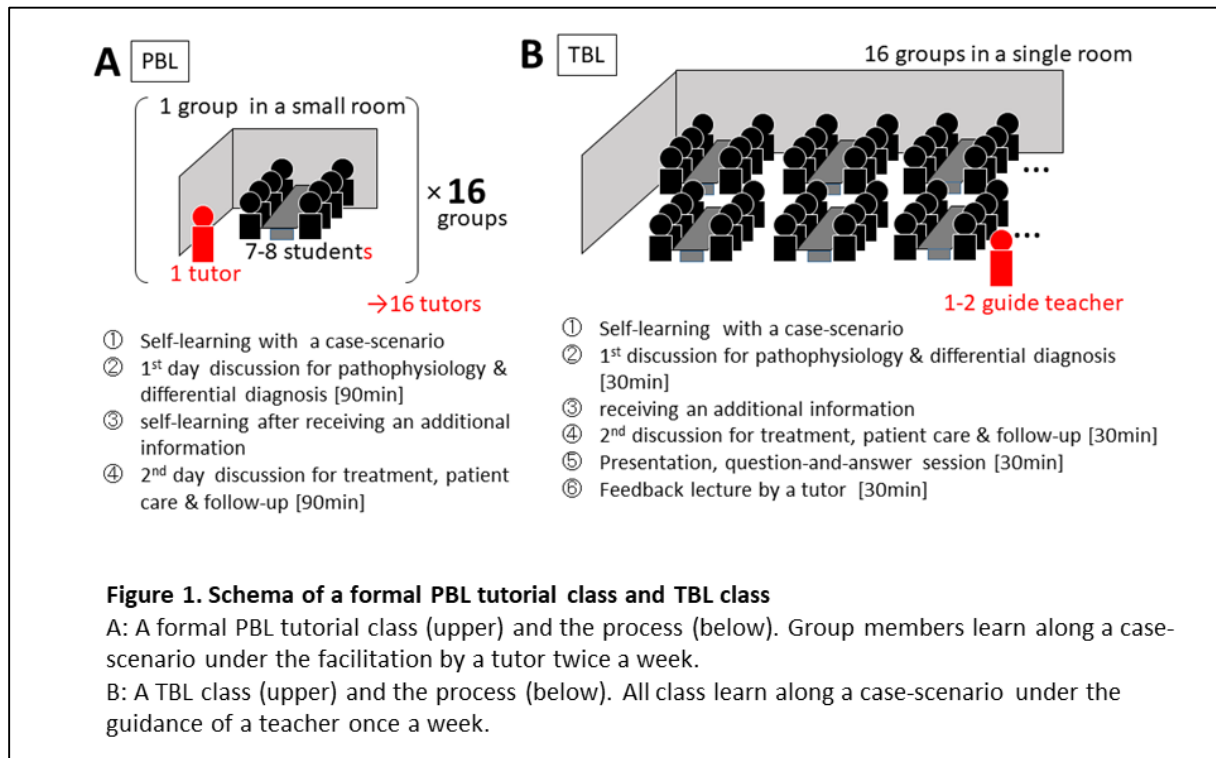 A PBL
1 group in a small room
7-8 students
1 tutor
× 16
groups
→16 tutors
① Self-learning with a case-scenario
② 1st day discussion for pathophysiology &
differential diagnosis [90min]
③ self-learning after receiving an additional
information
④ 2nd day discussion for treatment, patient
care & follow-up [90min]
B TBL
16 groups in a single room
...
...
1-2 guide teacher
① Self-learning with a case-scenario
② 1st discussion for pathophysiology & differential diagnosis
[30min]
③ receiving an additional information
④ 2nd discussion for treatment, patient care & follow-up [30min]
⑤ Presentation, question-and-answer session [30min]
⑥ Feedback lecture by a tutor [30min]
Figure 1. Schema of a formal PBL tutorial class and TBL class
A: A formal PBL tutorial class (upper) and the process (below). Group members learn along a case-
scenario under the facilitation by a tutor twice a week.
B: A TBL class (upper) and the process (below). All class learn along a case-scenario under the
guidance of a teacher once a week.